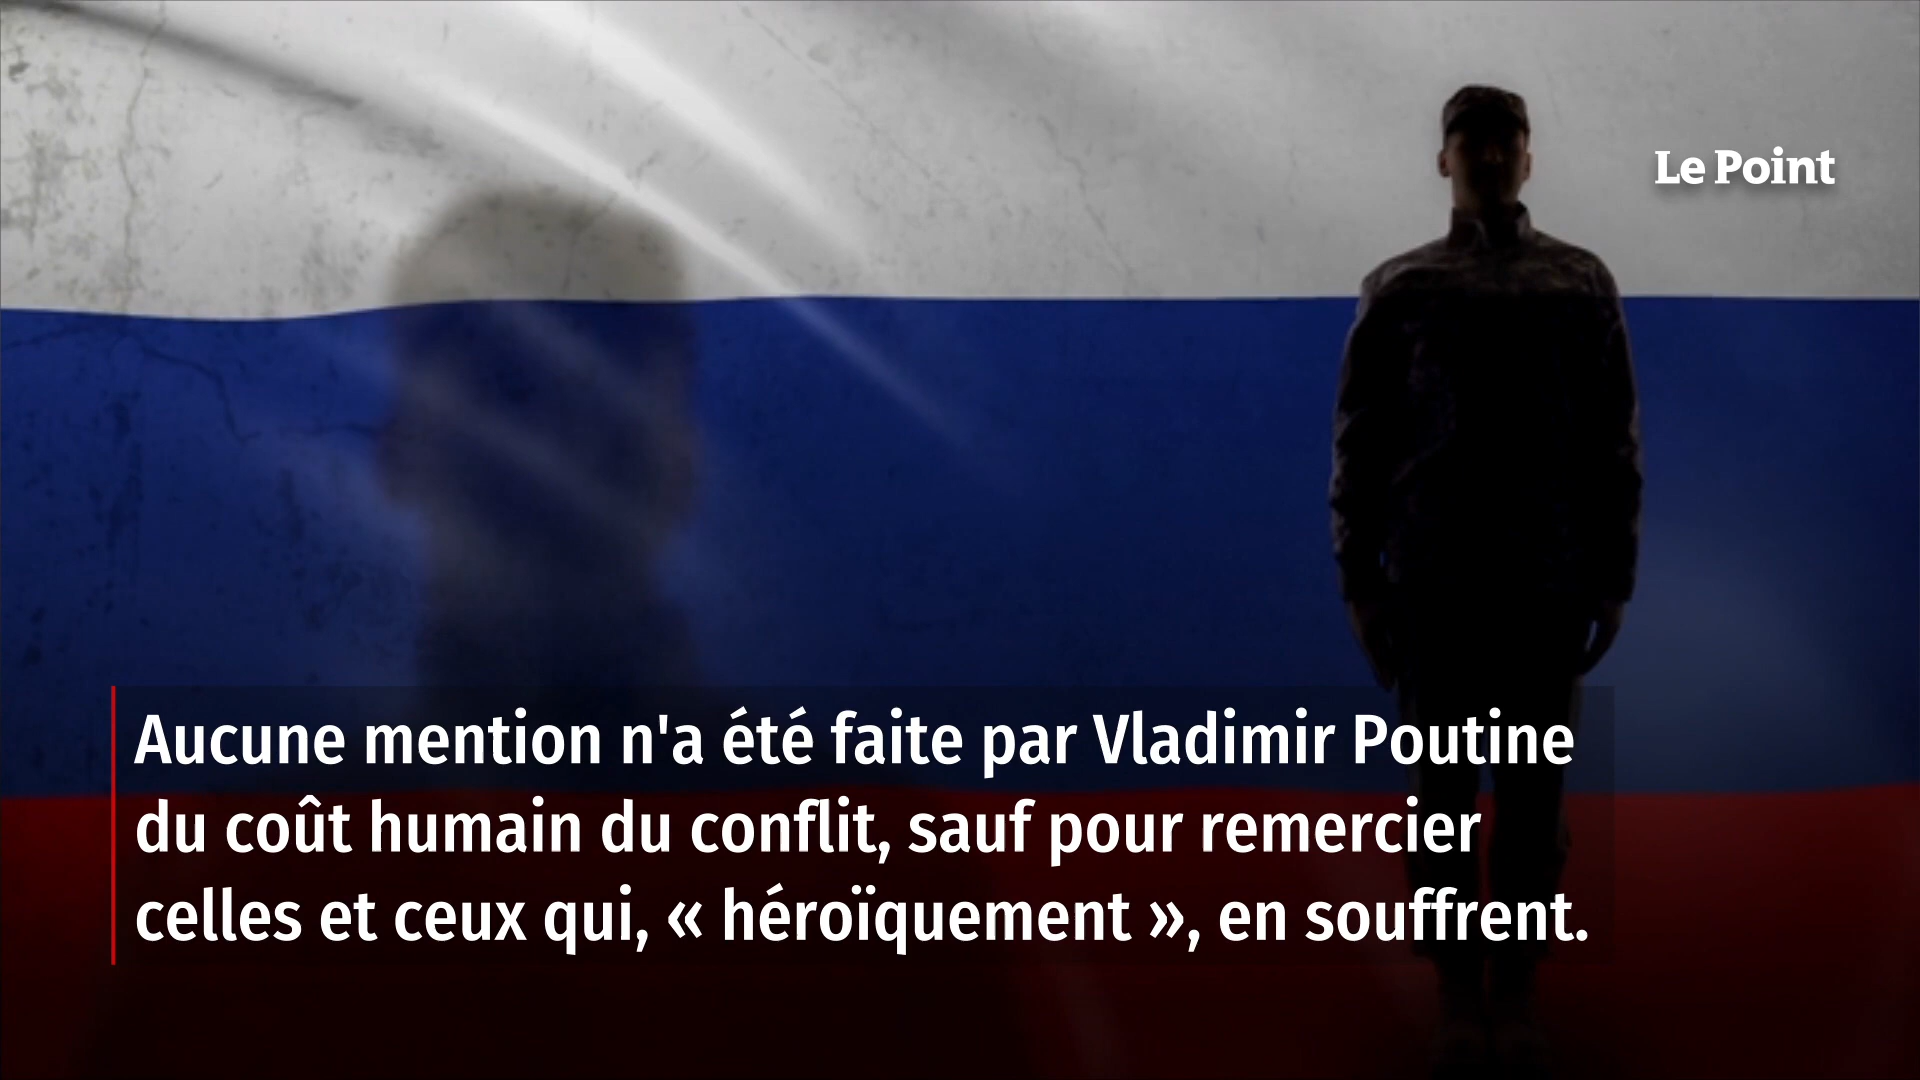 Le Point
Aucune mention n'a été faite par Vladimir Poutine
du coût humain du conflit, sauf pour remercier
celles et ceux qui, « héroïquement », en souffrent.